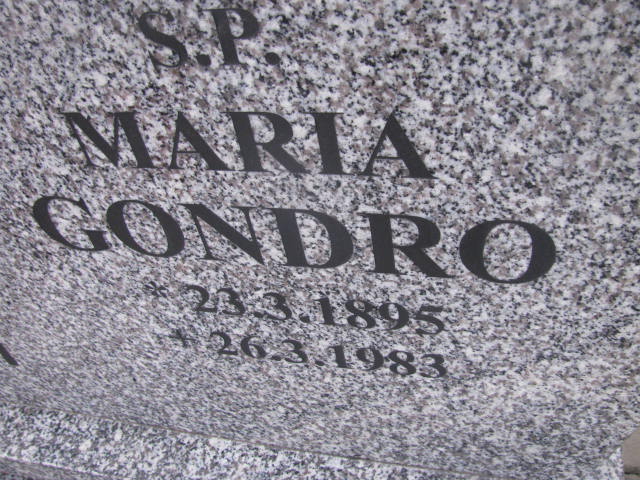 S.P.
MARIA
GONDRO
* 23.3.1895
+ 26.3.1983